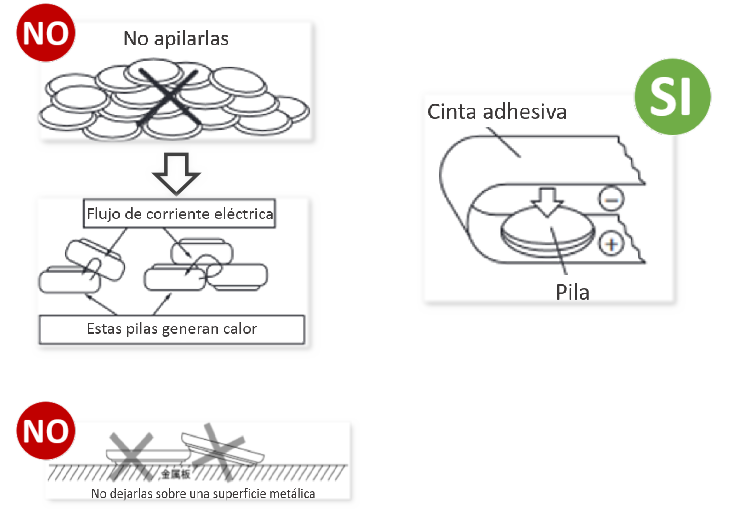 NO
No apilarlas
Flujo de corriente eléctrica
Estas pilas generan calor
SI
Cinta adhesiva
−
+
Pila
NO
金属板
No dejarlas sobre una superficie metálica